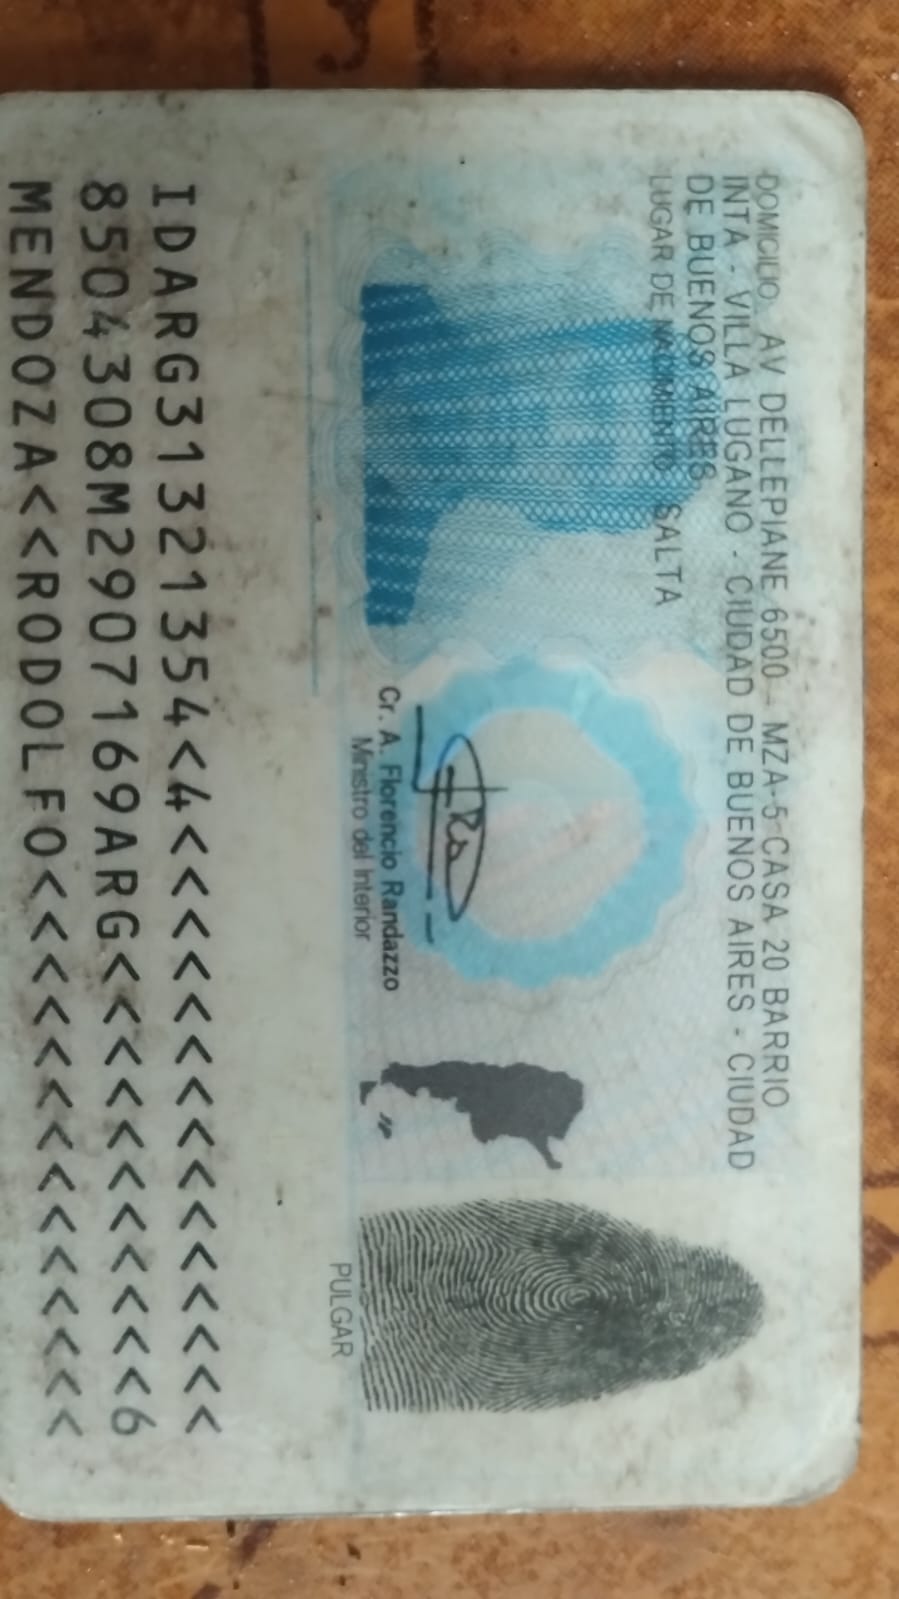 DOMICILIO: AV DELLEPIANE 6500 - MZA-5-CASA 20 BARRIO
INTA - VILLA LUGANO - CIUDAD DE BUENOS AIRES - CIUDAD
DE BUENOS AIRES
LUGAR DE NACIMIENTO: SALTA
Cr. A. Florencio Randazzo
Ministro del Interior
PULGAR
IDARG31321354<4<<<<<<<<<<<<<<<
8504308M2907169ARG<<<<<<<<<<<6
MENDOZA<<RODOLFO<<<<<<<<<<<<<<